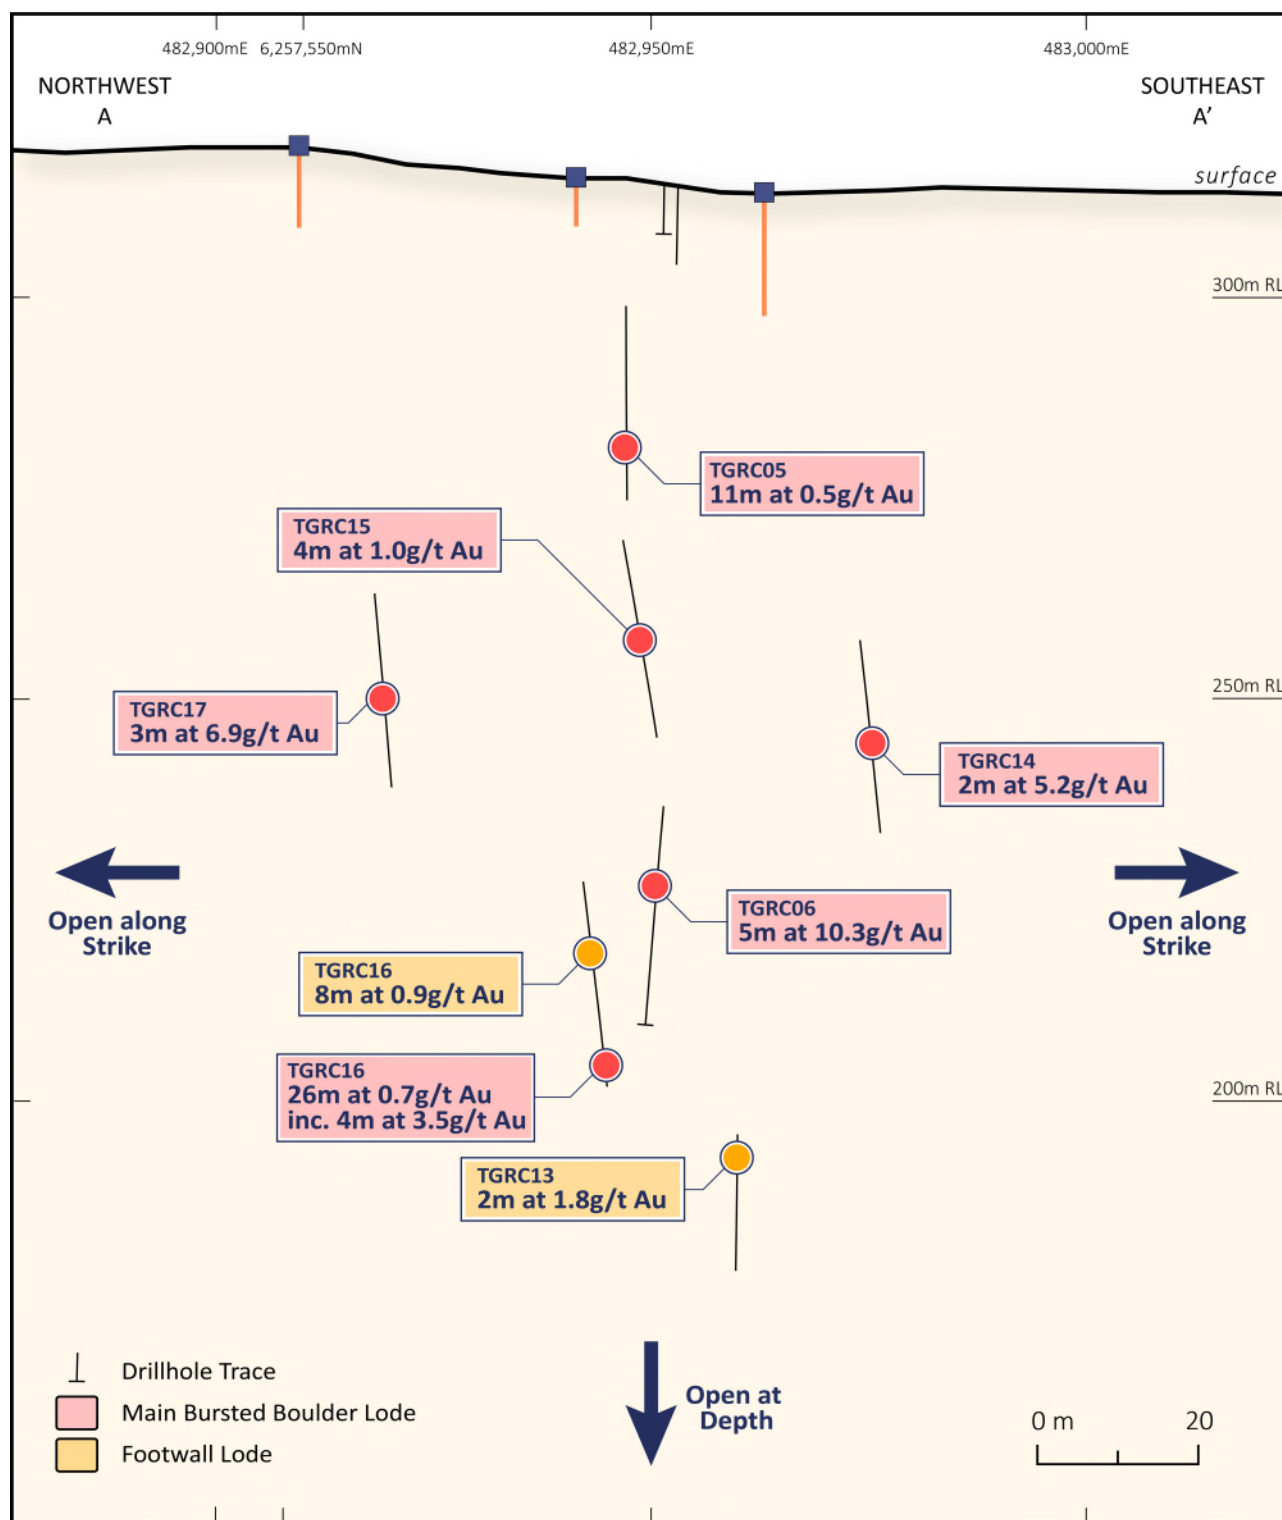 482,900mE 6,257,550mN 482,950mE 483,000mE
NORTHWEST
A
SOUTHEAST
A’
surface
300m RL
TGRC05
11m at 0.5g/t Au
TGRC15
4m at 1.0g/t Au
250m RL
TGRC17
3m at 6.9g/t Au
TGRC14
2m at 5.2g/t Au
Open along
Strike
TGRC06
5m at 10.3g/t Au
Open along
Strike
TGRC16
8m at 0.9g/t Au
TGRC16
26m at 0.7g/t Au
inc. 4m at 3.5g/t Au
200m RL
TGRC13
2m at 1.8g/t Au
Open at
Depth
Drillhole Trace
Main Bursted Boulder Lode
Footwall Lode
0 m 20